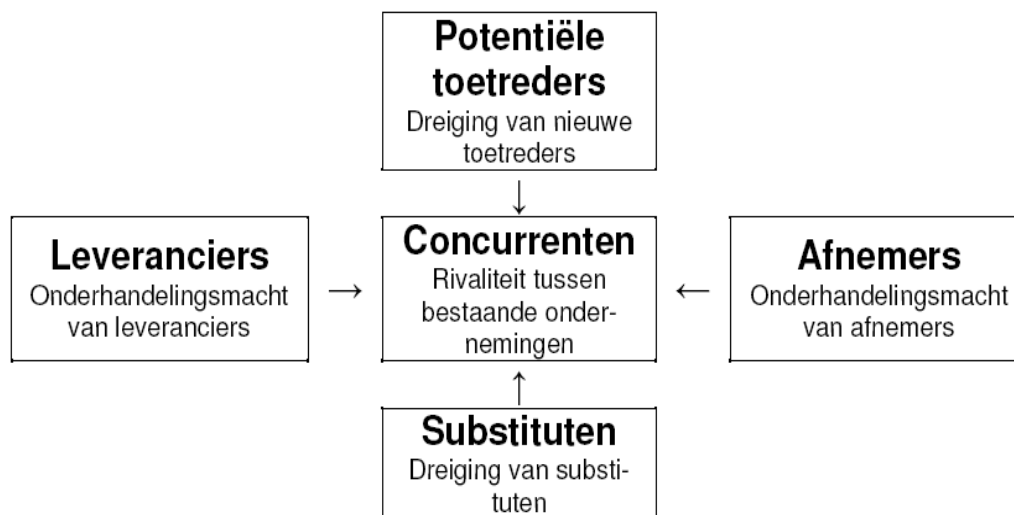 Potentiële
toetreders
Dreiging van nieuwe
toetreders
Leveranciers
Onderhandelingsmacht
van leveranciers
Concurrenten
Rivaliteit tussen
bestaande onder-
nemingen
Afnemers
Onderhandelingsmacht
van afnemers
Substituten
Dreiging van substi-
tuten